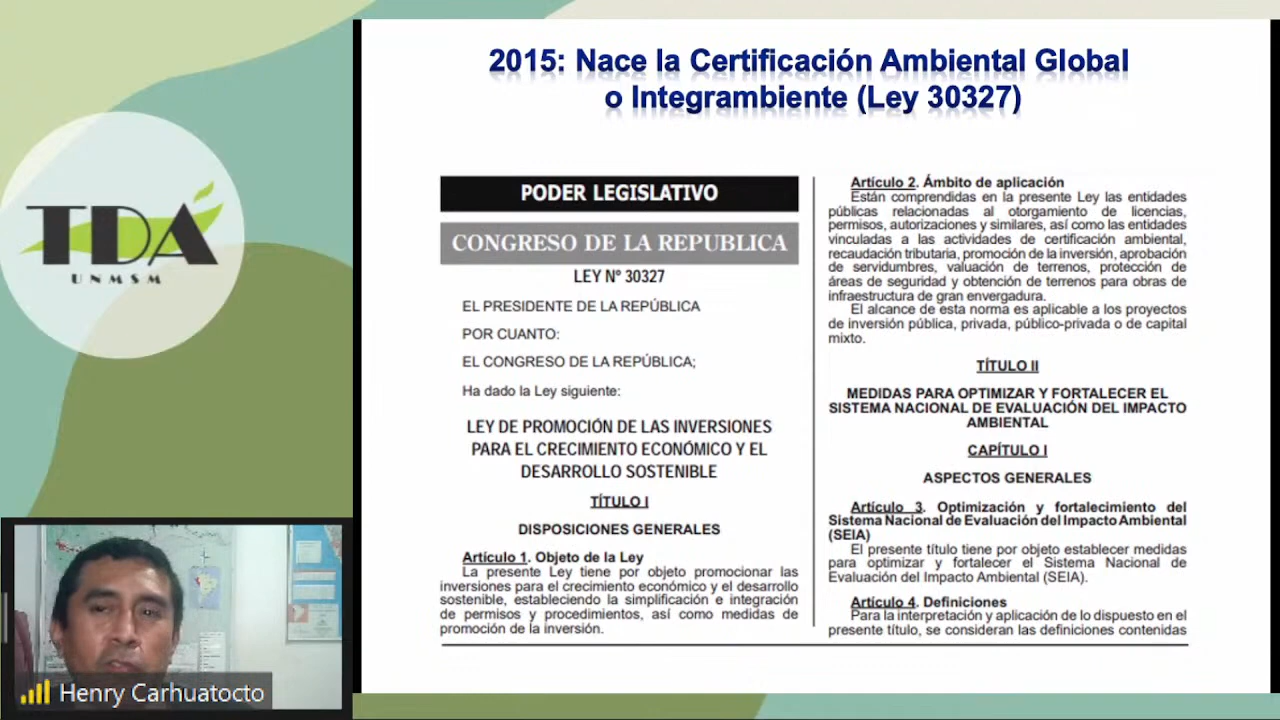 2015: Nace la Certificación Ambiental Global
o Integrambiente (Ley 30327)
TDA
UNMSM
PODER LEGISLATIVO
CONGRESO DE LA REPUBLICA
LEY Nº 30327
EL PRESIDENTE DE LA REPÚBLICA
POR CUANTO:
EL CONGRESO DE LA REPÚBLICA;
Ha dado la Ley siguiente:
LEY DE PROMOCIÓN DE LAS INVERSIONES
PARA EL CRECIMIENTO ECONÓMICO Y EL
DESARROLLO SOSTENIBLE
TÍTULO I
DISPOSICIONES GENERALES
Artículo 1. Objeto de la Ley
La presente Ley tiene por objeto promocionar las
inversiones para el crecimiento económico y el desarrollo
sostenible, estableciendo la simplificación e integración
de permisos y procedimientos, así como medidas de
promoción de la inversión.
Artículo 2. Ámbito de aplicación
Están comprendidas en la presente Ley las entidades
públicas relacionadas al otorgamiento de licencias,
permisos, autorizaciones y similares, así como las entidades
vinculadas a las actividades de certificación ambiental,
recaudación tributaria, promoción de la inversión, aprobación
de servidumbres, valuación de terrenos, protección de
áreas de seguridad y obtención de terrenos para obras de
infraestructura de gran envergadura.
El alcance de esta norma es aplicable a los proyectos
de inversión pública, privada, público-privada o de capital
mixto.
TÍTULO II
MEDIDAS PARA OPTIMIZAR Y FORTALECER EL
SISTEMA NACIONAL DE EVALUACIÓN DEL IMPACTO
AMBIENTAL
CAPÍTULO I
ASPECTOS GENERALES
Artículo 3. Optimización y fortalecimiento del
Sistema Nacional de Evaluación del Impacto Ambiental
(SEIA)
El presente título tiene por objeto establecer medidas
para optimizar y fortalecer el Sistema Nacional de
Evaluación del Impacto Ambiental (SEIA).
Artículo 4. Definiciones
Para la interpretación y aplicación de lo dispuesto en el
presente título, se consideran las definiciones contenidas
Henry Carhuatocto